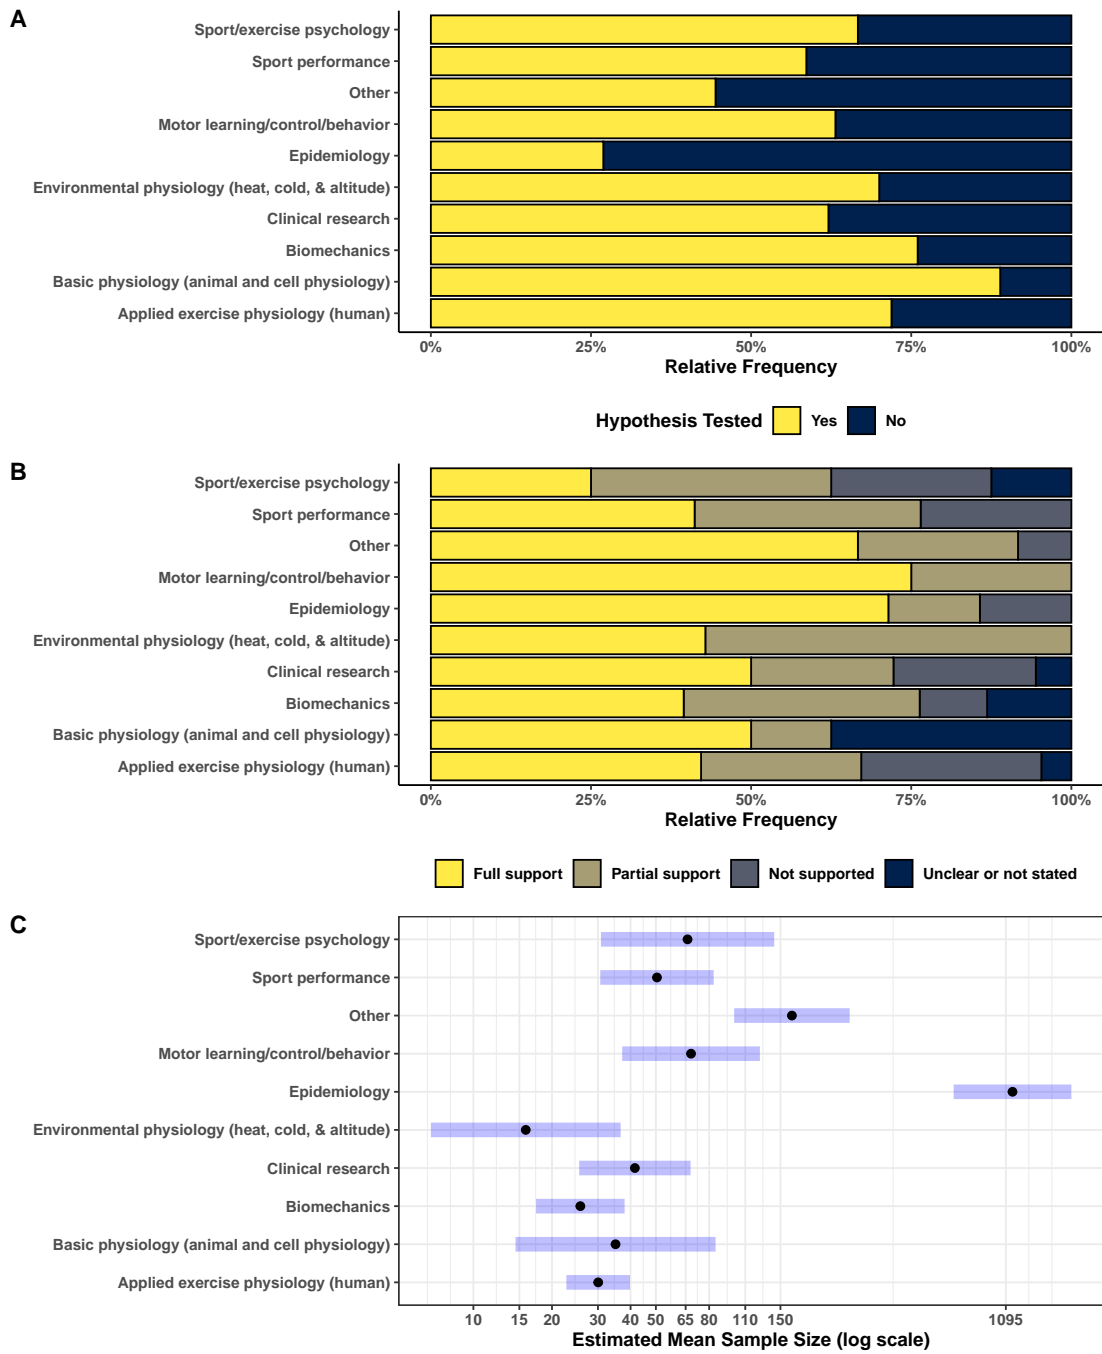 A
Sport/exercise psychology
Sport performance
Other
Motor learning/control/behavior
Epidemiology
Environmental physiology (heat, cold, & altitude)
Clinical research
Biomechanics
Basic physiology (animal and cell physiology)
Applied exercise physiology (human)
0% 25% 50% 75% 100%
Relative Frequency
Hypothesis Tested Yes No
B
Sport/exercise psychology
Sport performance
Other
Motor learning/control/behavior
Epidemiology
Environmental physiology (heat, cold, & altitude)
Clinical research
Biomechanics
Basic physiology (animal and cell physiology)
Applied exercise physiology (human)
0% 25% 50% 75% 100%
Relative Frequency
Full support Partial support Not supported Unclear or not stated
C
Sport/exercise psychology
Sport performance
Other
Motor learning/control/behavior
Epidemiology
Environmental physiology (heat, cold, & altitude)
Clinical research
Biomechanics
Basic physiology (animal and cell physiology)
Applied exercise physiology (human)
10 15 20 30 40 50 65 80 110 150 1095
Estimated Mean Sample Size (log scale)